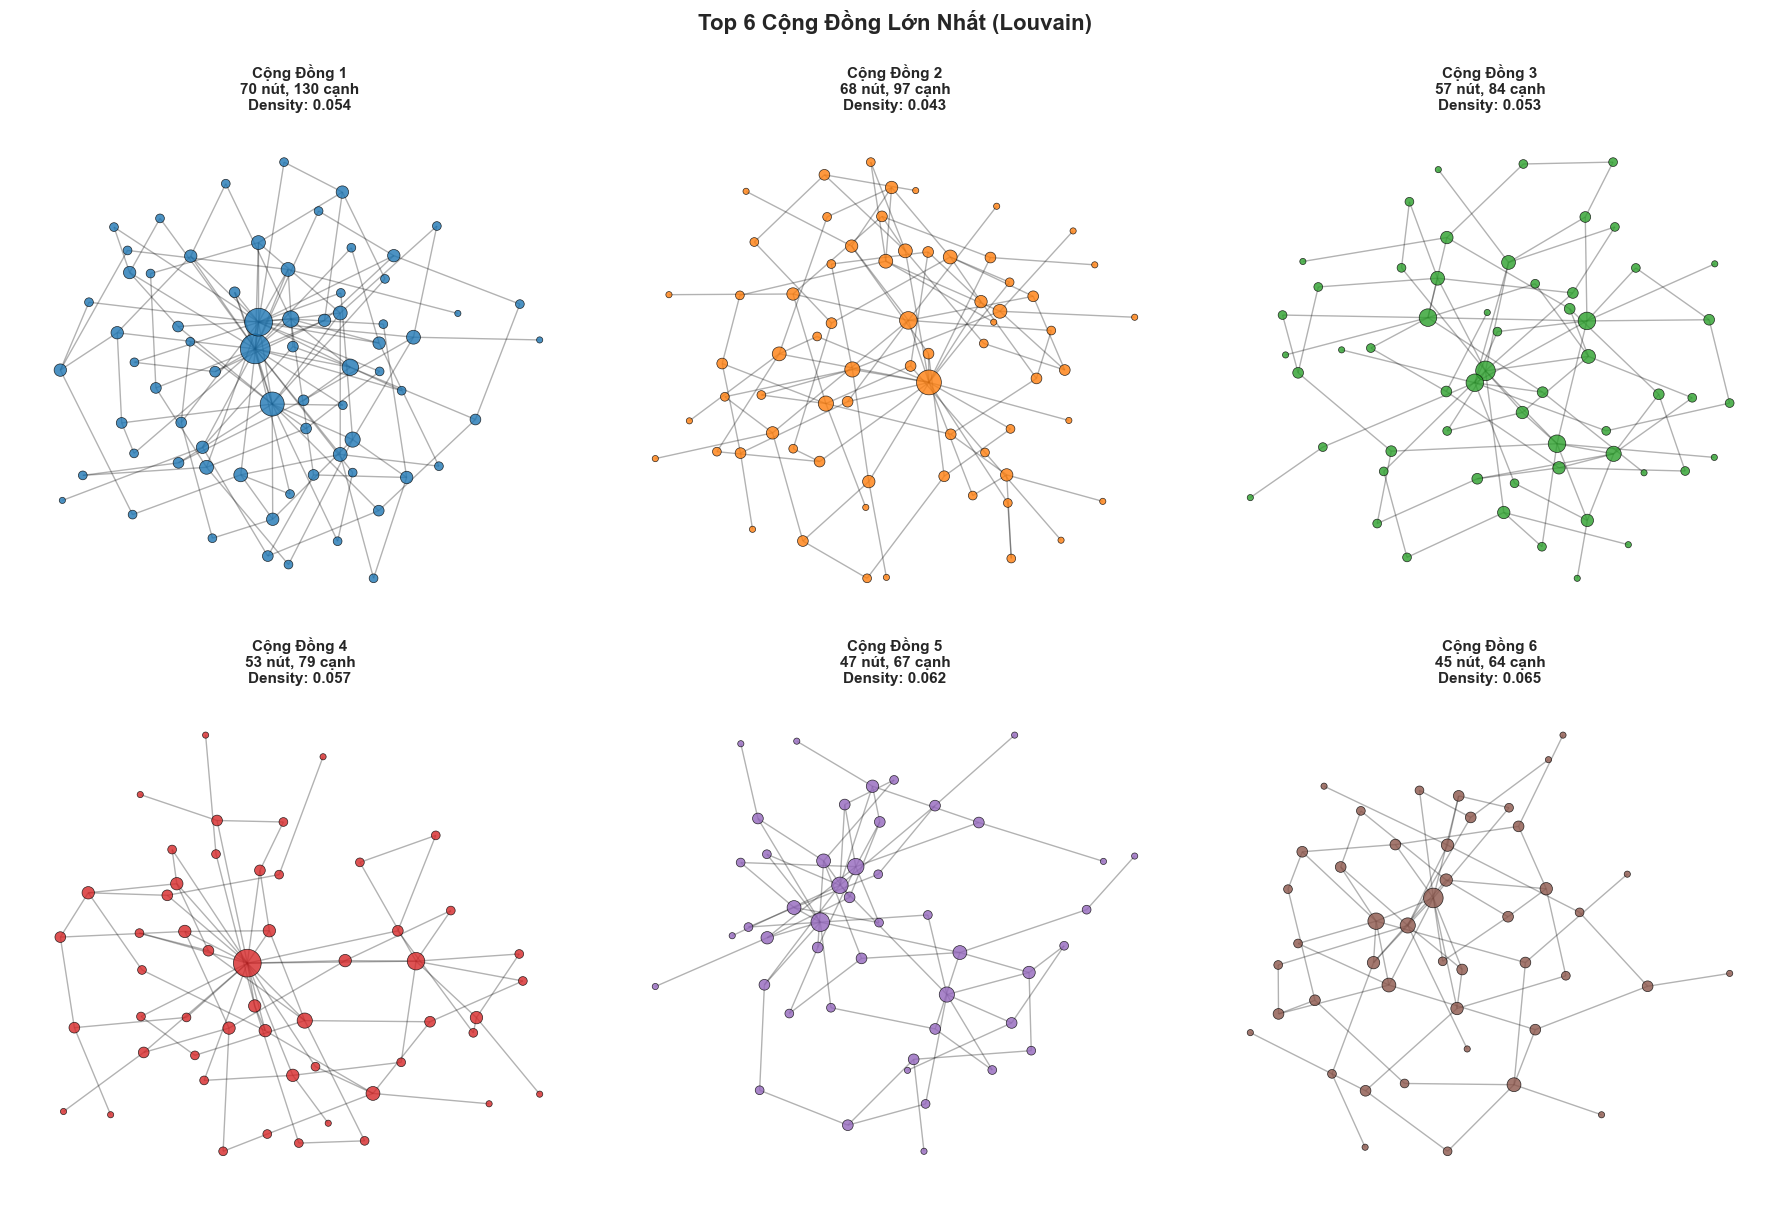 Top 6 Cộng Đồng Lớn Nhất (Louvain)
Cộng Đồng 1
70 nút, 130 cạnh
Density: 0.054
Cộng Đồng 2
68 nút, 97 cạnh
Density: 0.043
Cộng Đồng 3
57 nút, 84 cạnh
Density: 0.053
Cộng Đồng 4
53 nút, 79 cạnh
Density: 0.057
Cộng Đồng 5
47 nút, 67 cạnh
Density: 0.062
Cộng Đồng 6
45 nút, 64 cạnh
Density: 0.065